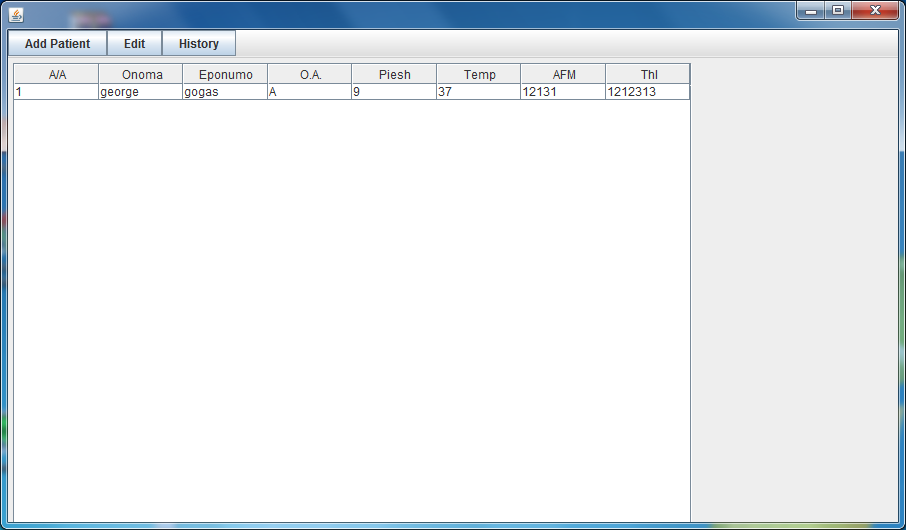 Add Patient Edit History
A/A Onoma Eponumo O.A. Piesh Temp AFM Thl
1 george gogas A 9 37 12131 1212313